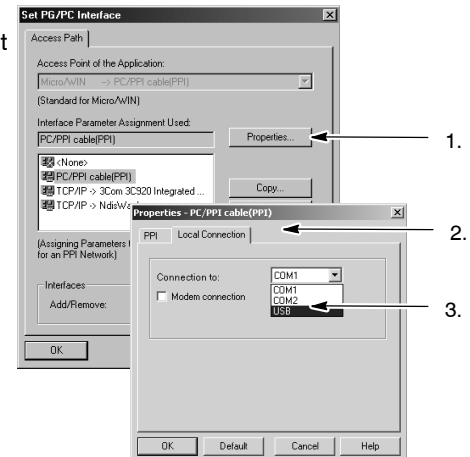 t
Set PG/PC Interface
Access Path
Access Point of the Application:
Micro/WIN -> PC/PPI cable(PPI)
(Standard for Micro/WIN)
Interface Parameter Assignment Used:
PC/PPI cable(PPI)
Properties...
1.
<None>
PC/PPI cable(PPI)
TCP/IP -> 3Com 3C920 Integrated ...
TCP/IP -> NdisWa
Copy...
(Assigning Parameters
for an PPI Network)
Interfaces
Add/Remove:
OK
Properties - PC/PPI cable(PPI)
2.
PPI
Local Connection
Connection to:
COM1
COM1
COM2
USB
3.
Modem connection
OK
Default
Cancel
Help